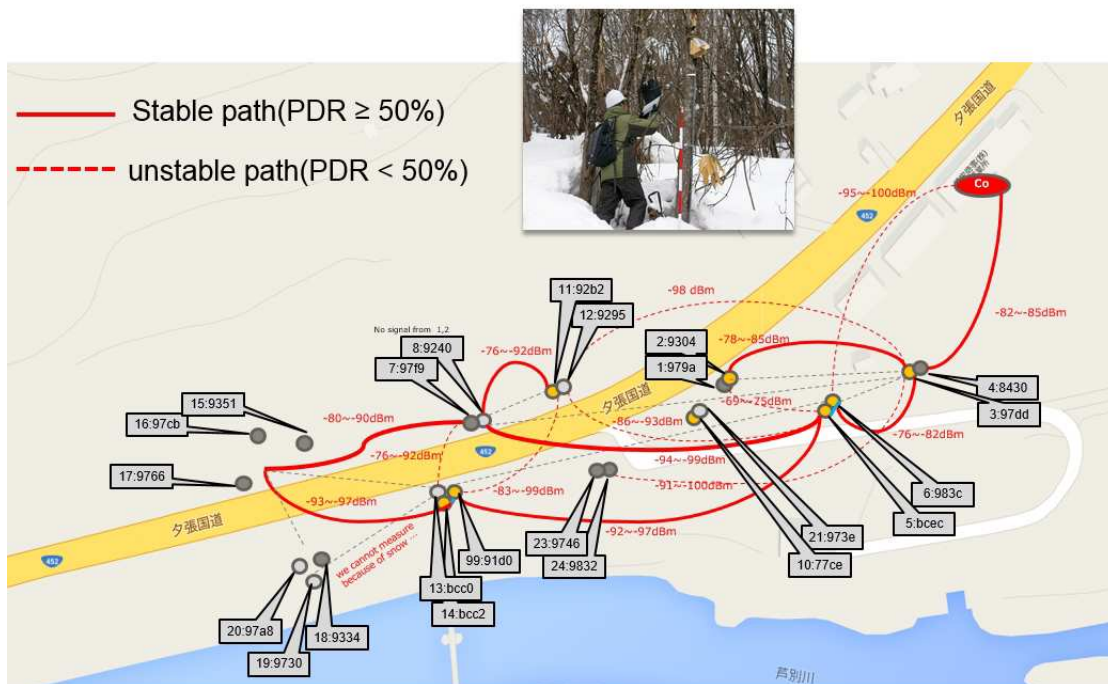 Stable path(PDR ≥ 50%)
unstable path(PDR < 50%)
夕張国道
Co
-95~-100dBm
452
11:92b2
-98 dBm
12:9295
-82~-85dBm
No signal from 1,2
8:9240
-76~-92dBm
2:9304
-78~-85dBm
7:97f9
1:979a
4:8430
15:9351
-80~-90dBm
-69~-75dBm
3:97dd
16:97cb
-86~-93dBm
-76~-82dBm
452
-76~-92dBm
-94~-99dBm
17:9766
-91~-100dBm
6:983c
-93~-97dBm
-83~-99dBm
5:bcec
夕張国道
-92~-97dBm
21:973e
23:9746
10:77ce
452
99:91d0
24:9832
we cannot measure
because of snow ...
13:bcc0
14:bcc2
20:97a8
18:9334
19:9730
芦別川